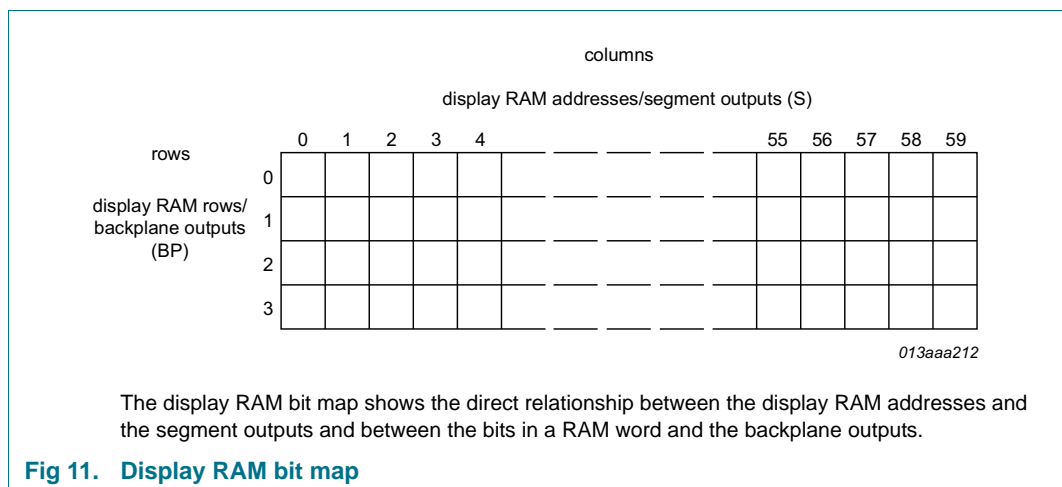 columns
display RAM addresses/segment outputs (S)
0 1 2 3 4 55 56 57 58 59
rows
0
display RAM rows/
backplane outputs
(BP)
1
2
3
013aaa212
The display RAM bit map shows the direct relationship between the display RAM addresses and
the segment outputs and between the bits in a RAM word and the backplane outputs.
Fig 11. Display RAM bit map